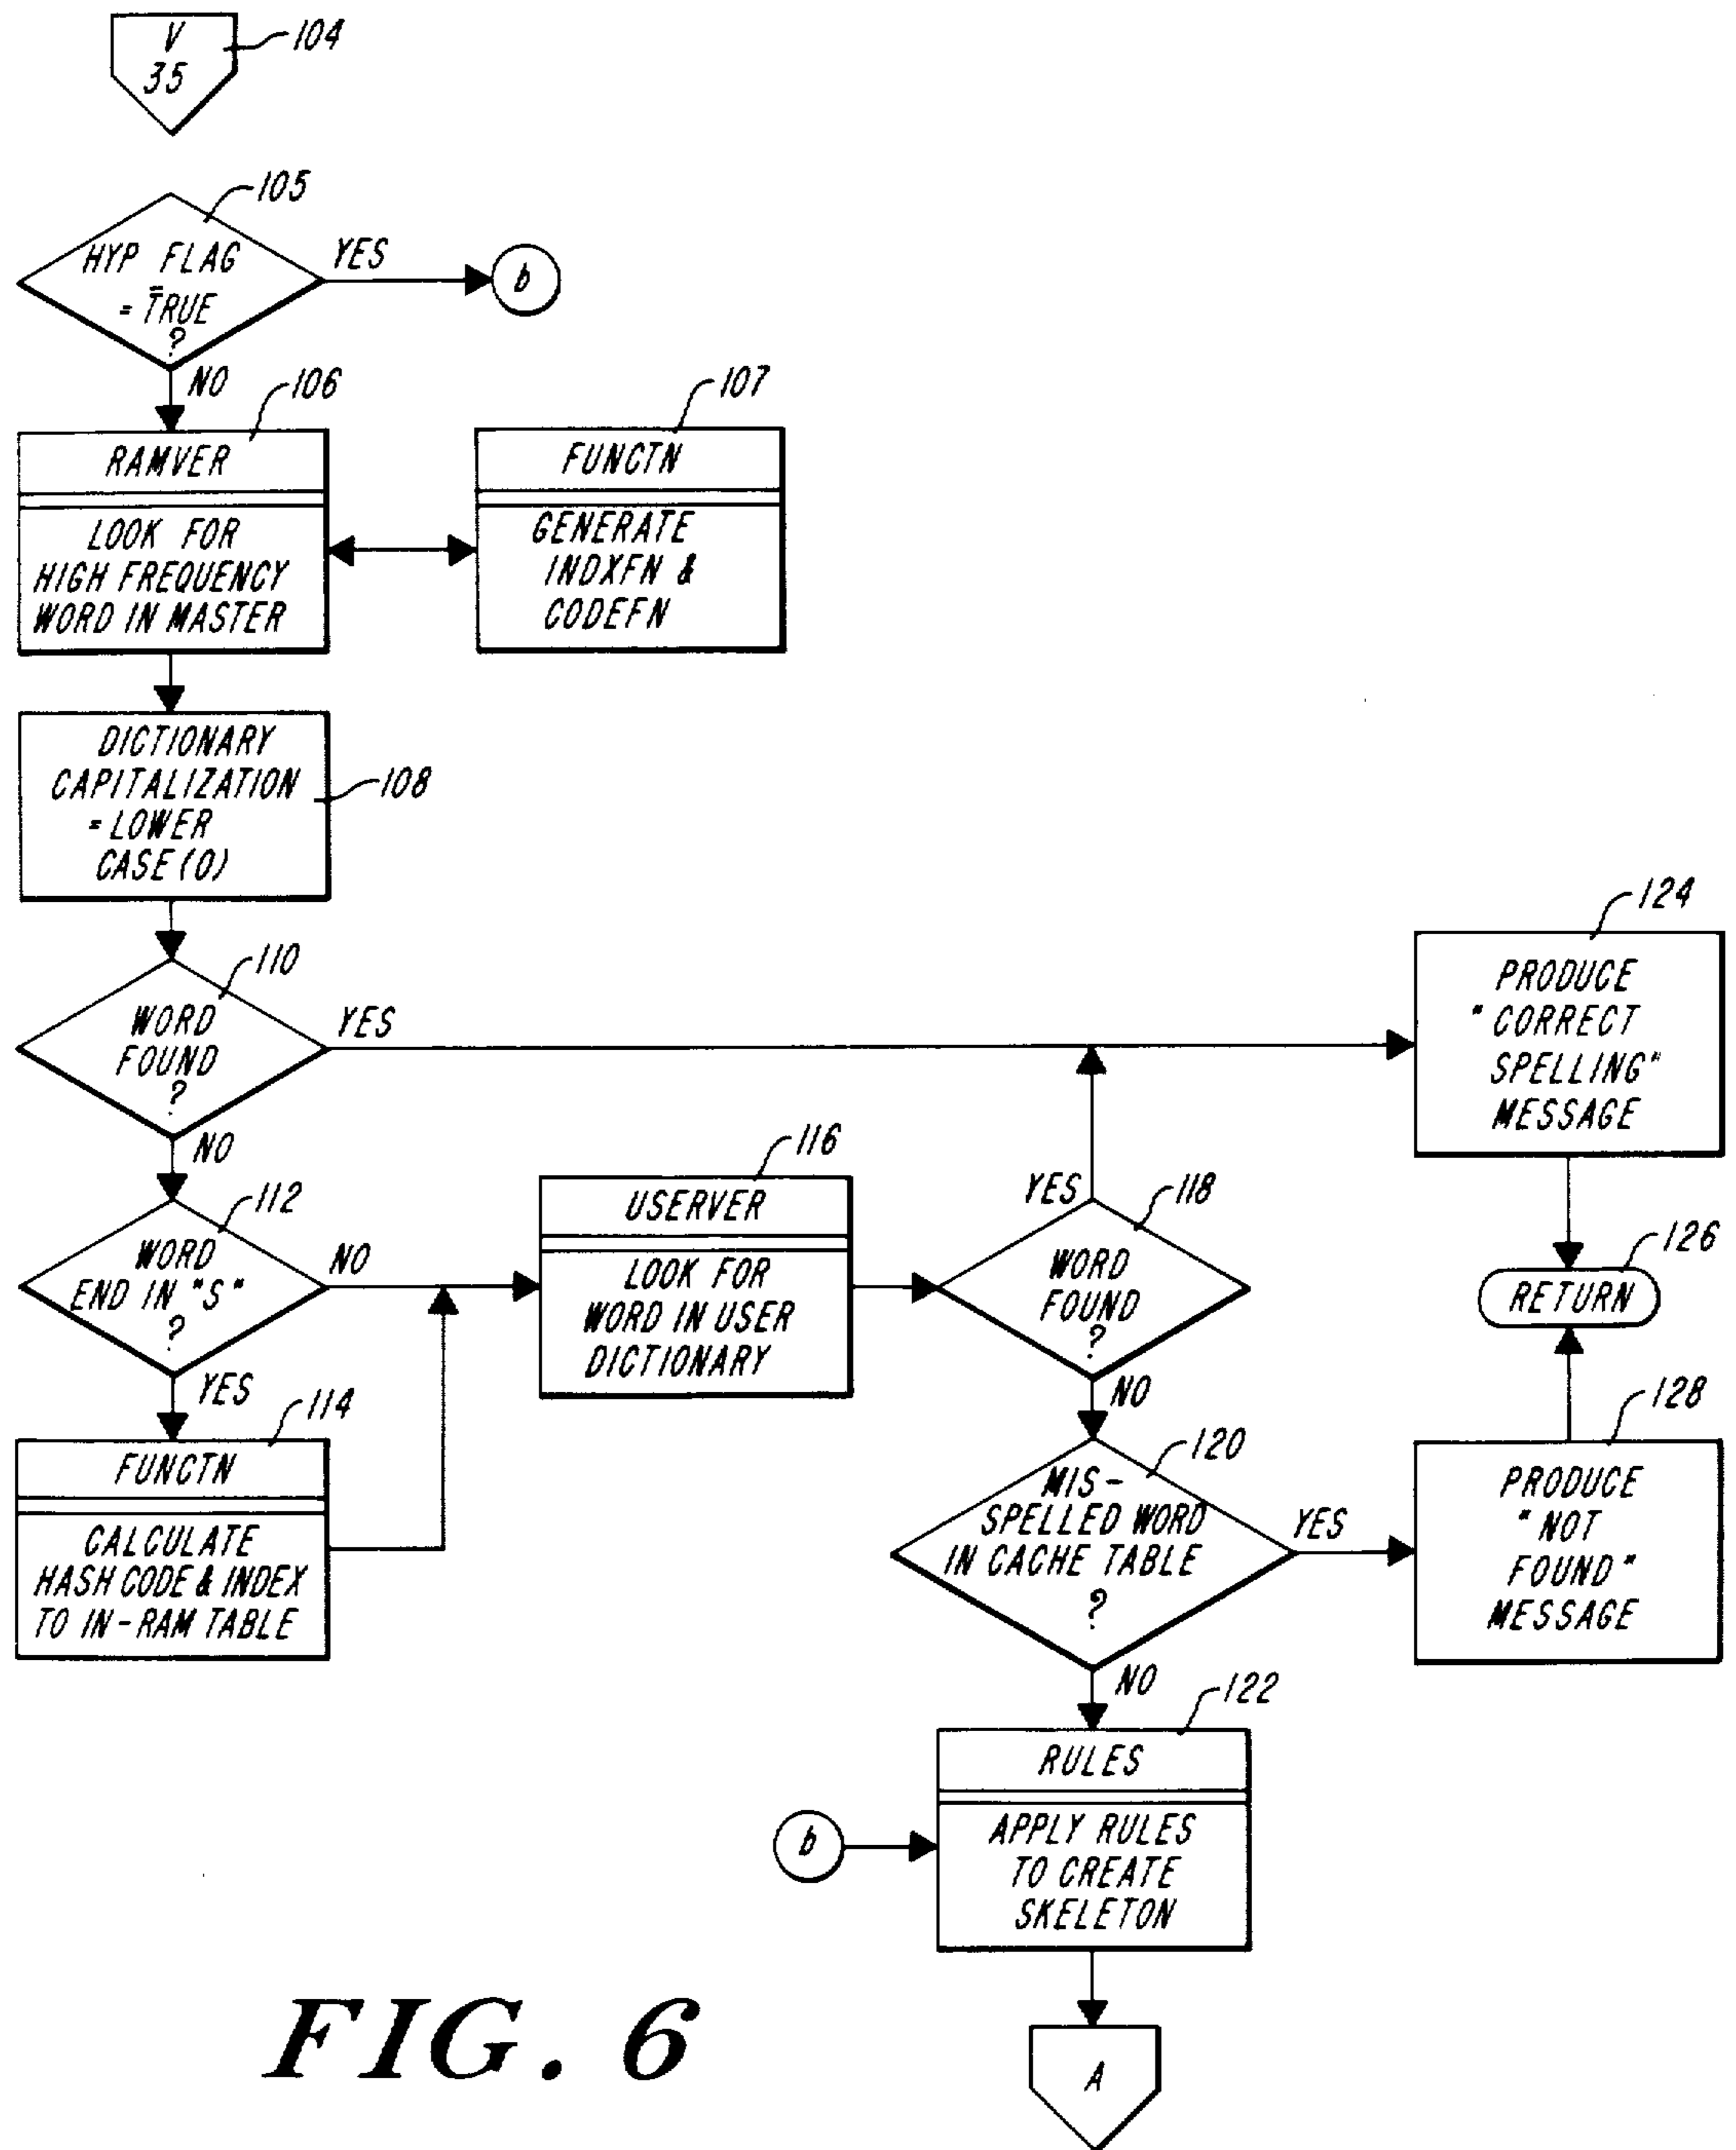 V
35
104
105
HYP FLAG
= TRUE
?
YES
b
NO
106
RAMVER
LOOK FOR
HIGH FREQUENCY
WORD IN MASTER
107
FUNCTN
GENERATE
INDXFN &
CODEFN
DICTIONARY
CAPITALIZATION
= LOWER
CASE (0)
108
110
WORD
FOUND
?
YES
NO
124
PRODUCE
"CORRECT
SPELLING"
MESSAGE
112
WORD
END IN "S"
?
NO
YES
116
USERVER
LOOK FOR
WORD IN USER
DICTIONARY
118
YES
WORD
FOUND
?
NO
126
RETURN
114
FUNCTN
CALCULATE
HASH CODE & INDEX
TO IN-RAM TABLE
120
MIS-
SPELLED WORD
IN CACHE TABLE
?
YES
NO
128
PRODUCE
"NOT
FOUND"
MESSAGE
122
RULES
b
APPLY RULES
TO CREATE
SKELETON
A
FIG. 6